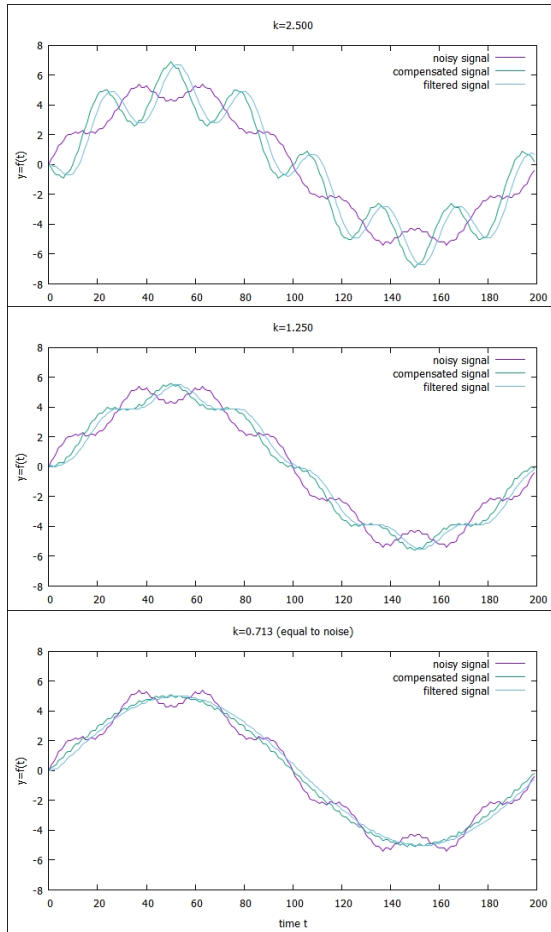 k=2.500
noisy signal
compensated signal
filtered signal
y=f(t)
8
6
4
2
0
-2
-4
-6
-8
0 20 40 60 80 100 120 140 160 180 200
k=1.250
noisy signal
compensated signal
filtered signal
y=f(t)
8
6
4
2
0
-2
-4
-6
-8
0 20 40 60 80 100 120 140 160 180 200
k=0.713 (equal to noise)
noisy signal
compensated signal
filtered signal
y=f(t)
8
6
4
2
0
-2
-4
-6
-8
0 20 40 60 80 100 120 140 160 180 200
time t